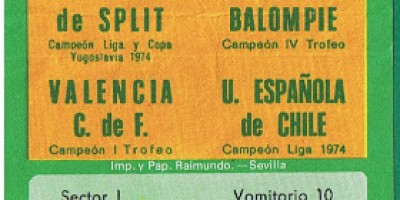 de SPLIT
Campeón Liga y Copa
Yugoslavia 1974
BALOMPIE
Campeón IV Trofeo
VALENCIA
C. de F.
Campeón I Trofeo
U. ESPAÑOLA
de CHILE
Campeón Liga 1974
Imp. y Pap. Raimundo.—Sevilla
Sector I
Vomitorio 10